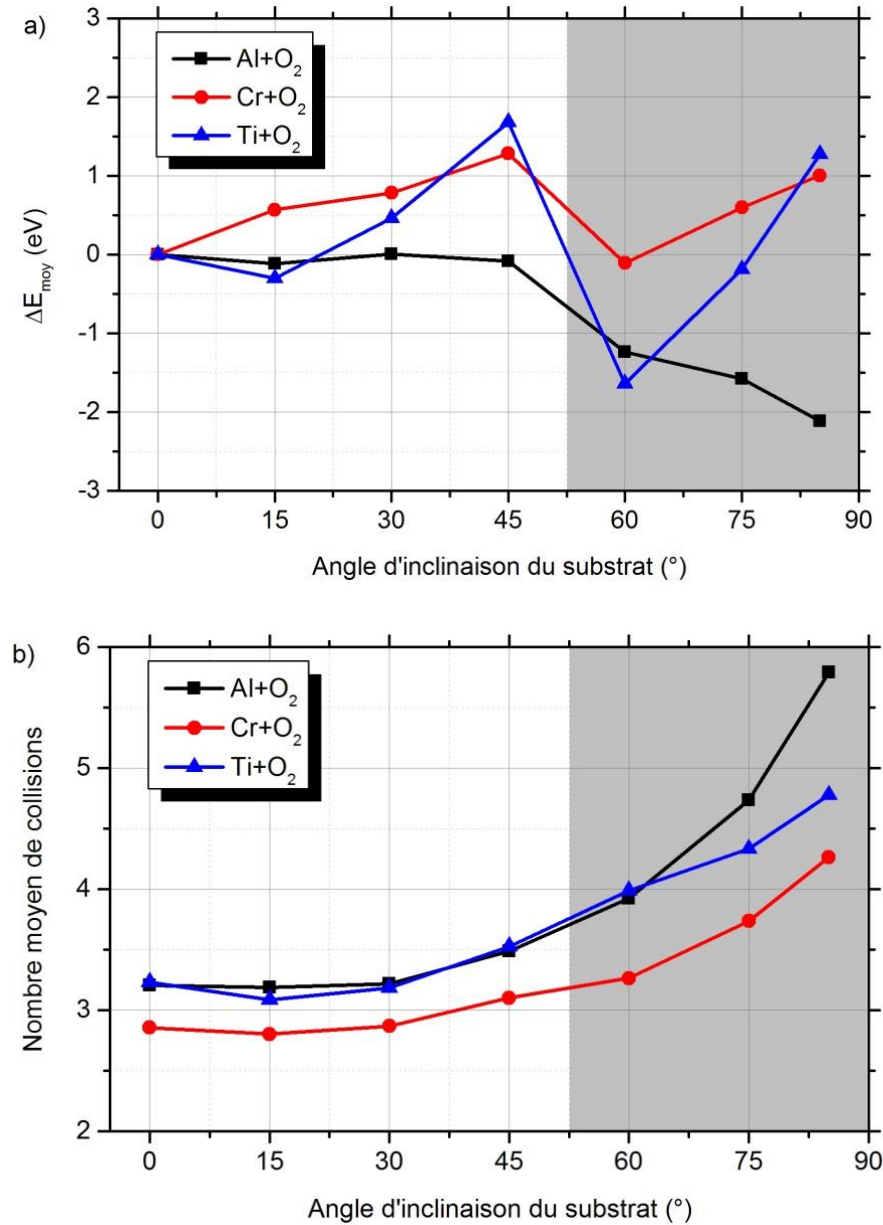 a)
3
2
1
0
-1
-2
-3
ΔE_moy (eV)
Al+O₂
Cr+O₂
Ti+O₂
0 15 30 45 60 75 90
Angle d'inclinaison du substrat (°)
b)
6
5
4
3
2
Nombre moyen de collisions
Al+O₂
Cr+O₂
Ti+O₂
0 15 30 45 60 75 90
Angle d'inclinaison du substrat (°)